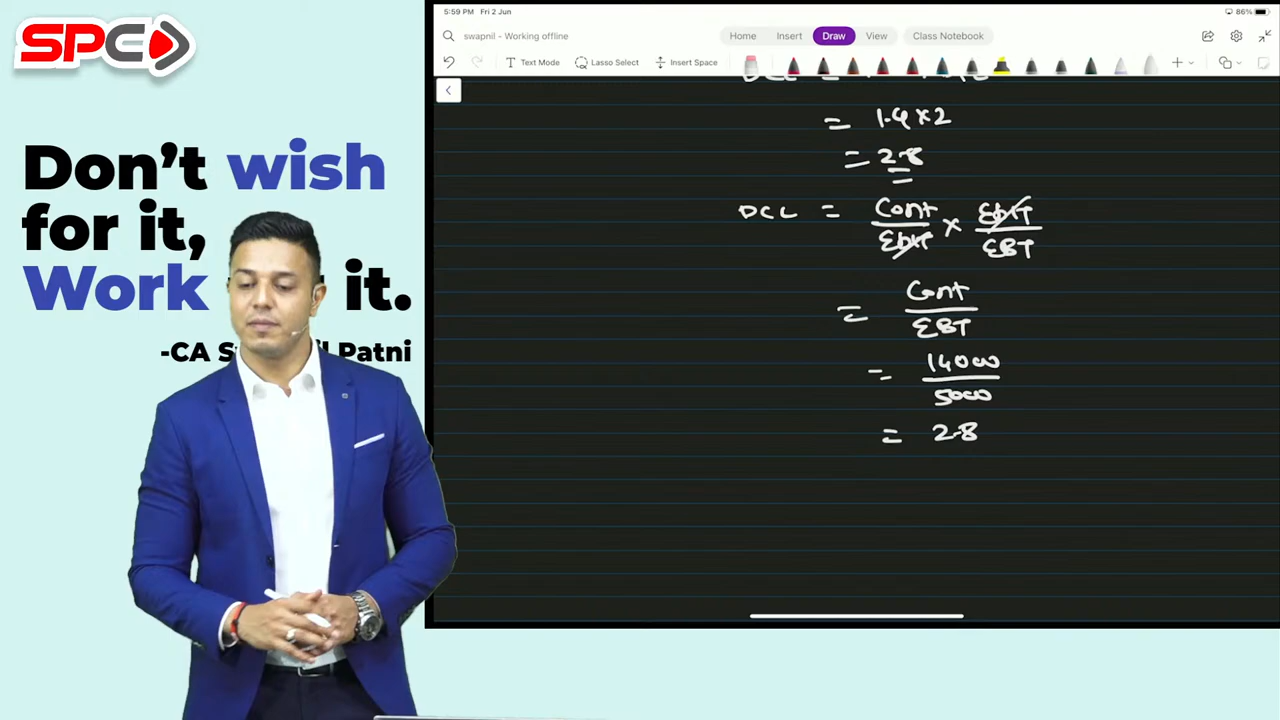 SPC
Don't wish
for it,
Work it.
-CA Patni
5:59 PM Fri 2 Jun
86%
swapnil - Working offline
Home Insert Draw View Class Notebook
Text Mode Lasso Select Insert Space
= 1.4 x 2
= 2.8
DCL = Cont / Ebit x Ebit / EBT
= Cont / EBT
= 14000 / 5000
= 2.8